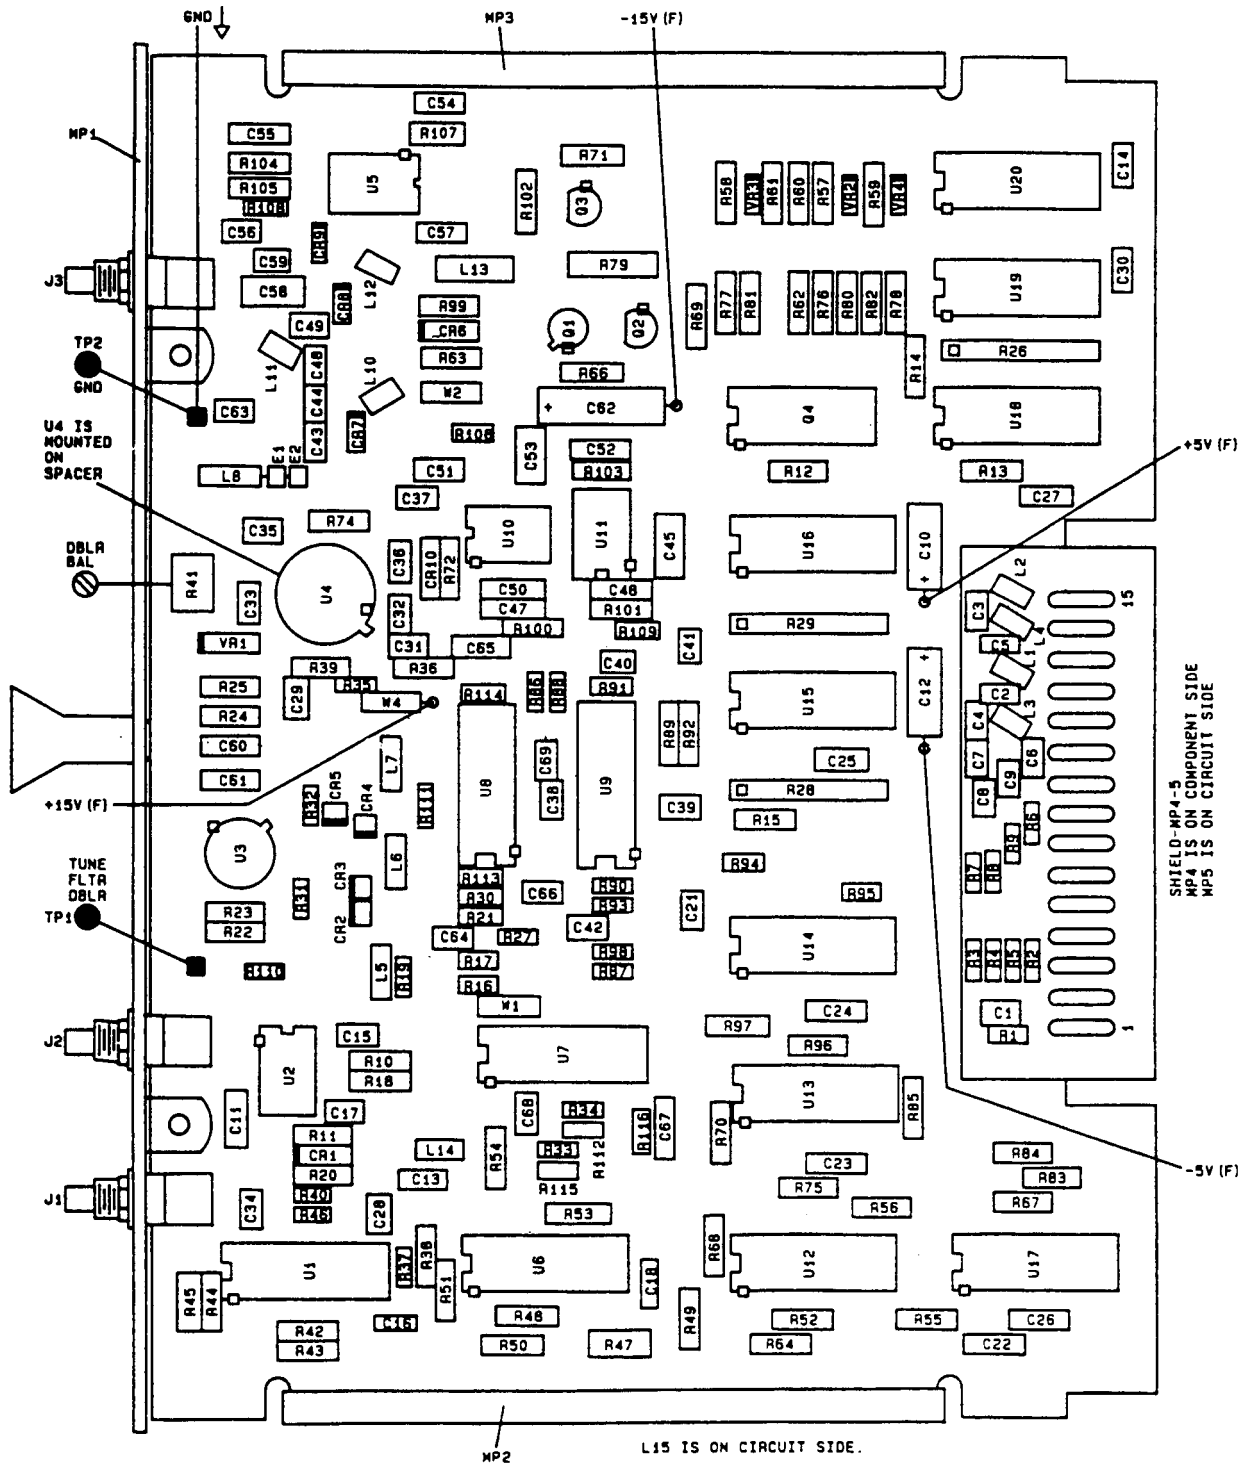 GND
MP3
-15V (F)
C54
MP1
C55
R107
R104
R71
U5
R105
R102
R58
VR3
R61
R60
R57
VR2
R59
VR4
U20
C14
R108
Q3
C56
CR9
C57
C59
L12
L13
R79
J3
C58
CR8
R77
R81
R62
R76
R80
R82
R78
U19
C30
R99
R69
C49
CR6
Q1
Q2
TP2
L11
R63
R14
R26
GND
C48
L10
R66
W2
C44
C62
Q4
U18
U4 IS
MOUNTED
ON
SPACER
C63
CR7
C43
R106
C53
C52
+5V (F)
E1
E2
L8
C51
R103
R12
R13
C37
C27
R74
C35
U10
U11
C45
U16
C10
+
DBLR
BAL
R41
C36
CR10
R72
L2
U4
C50
C48
C3
15
C33
C32
C47
R101
L4
VR1
C31
R100
R109
R29
C5
C65
C41
L1
R39
R36
C40
+
R25
R35
R114
R86
R88
R91
C12
C2
C29
W4
U15
C4
L3
R24
R89
R92
C60
L7
C69
C7
C6
C61
CR5
C25
C9
+15V (F)
CR4
U8
C38
U9
R28
C8
R32
R111
C39
R15
R6
U3
L6
R9
TUNE
FLTR
DBLR
CR3
R113
R90
R94
R7
R8
R31
R30
C66
R93
R95
TP1
R23
CR2
R21
C21
R22
C64
R27
C42
U14
R98
R110
L5
R19
R17
R87
R3
R4
R5
R2
R16
SHIELD-MP4-5
MP4 IS ON COMPONENT SIDE
MP5 IS ON CIRCUIT SIDE
W1
C24
C1
J2
C15
R97
1
U2
R10
U7
R96
R1
R18
U13
C11
C17
C68
R34
R116
C67
R70
R85
R11
CR1
L14
R54
R33
R112
R84
R20
C13
C23
-5V (F)
J1
R40
R115
R75
R83
C34
R46
C28
R53
R56
R67
R37
R38
R68
U1
U6
U12
U17
R45
R44
R51
C18
C16
R48
R49
R52
R55
C26
R42
R43
R50
R47
R64
C22
L15 IS ON CIRCUIT SIDE.
MP2